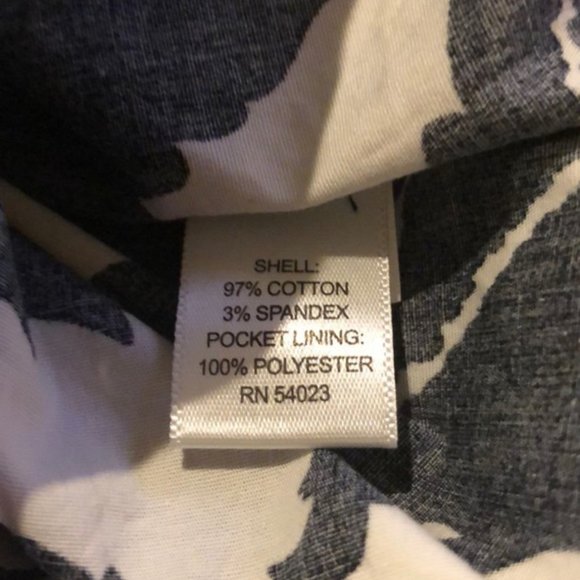 SHELL:
97% COTTON
3% SPANDEX
POCKET LINING:
100% POLYESTER
RN 54023